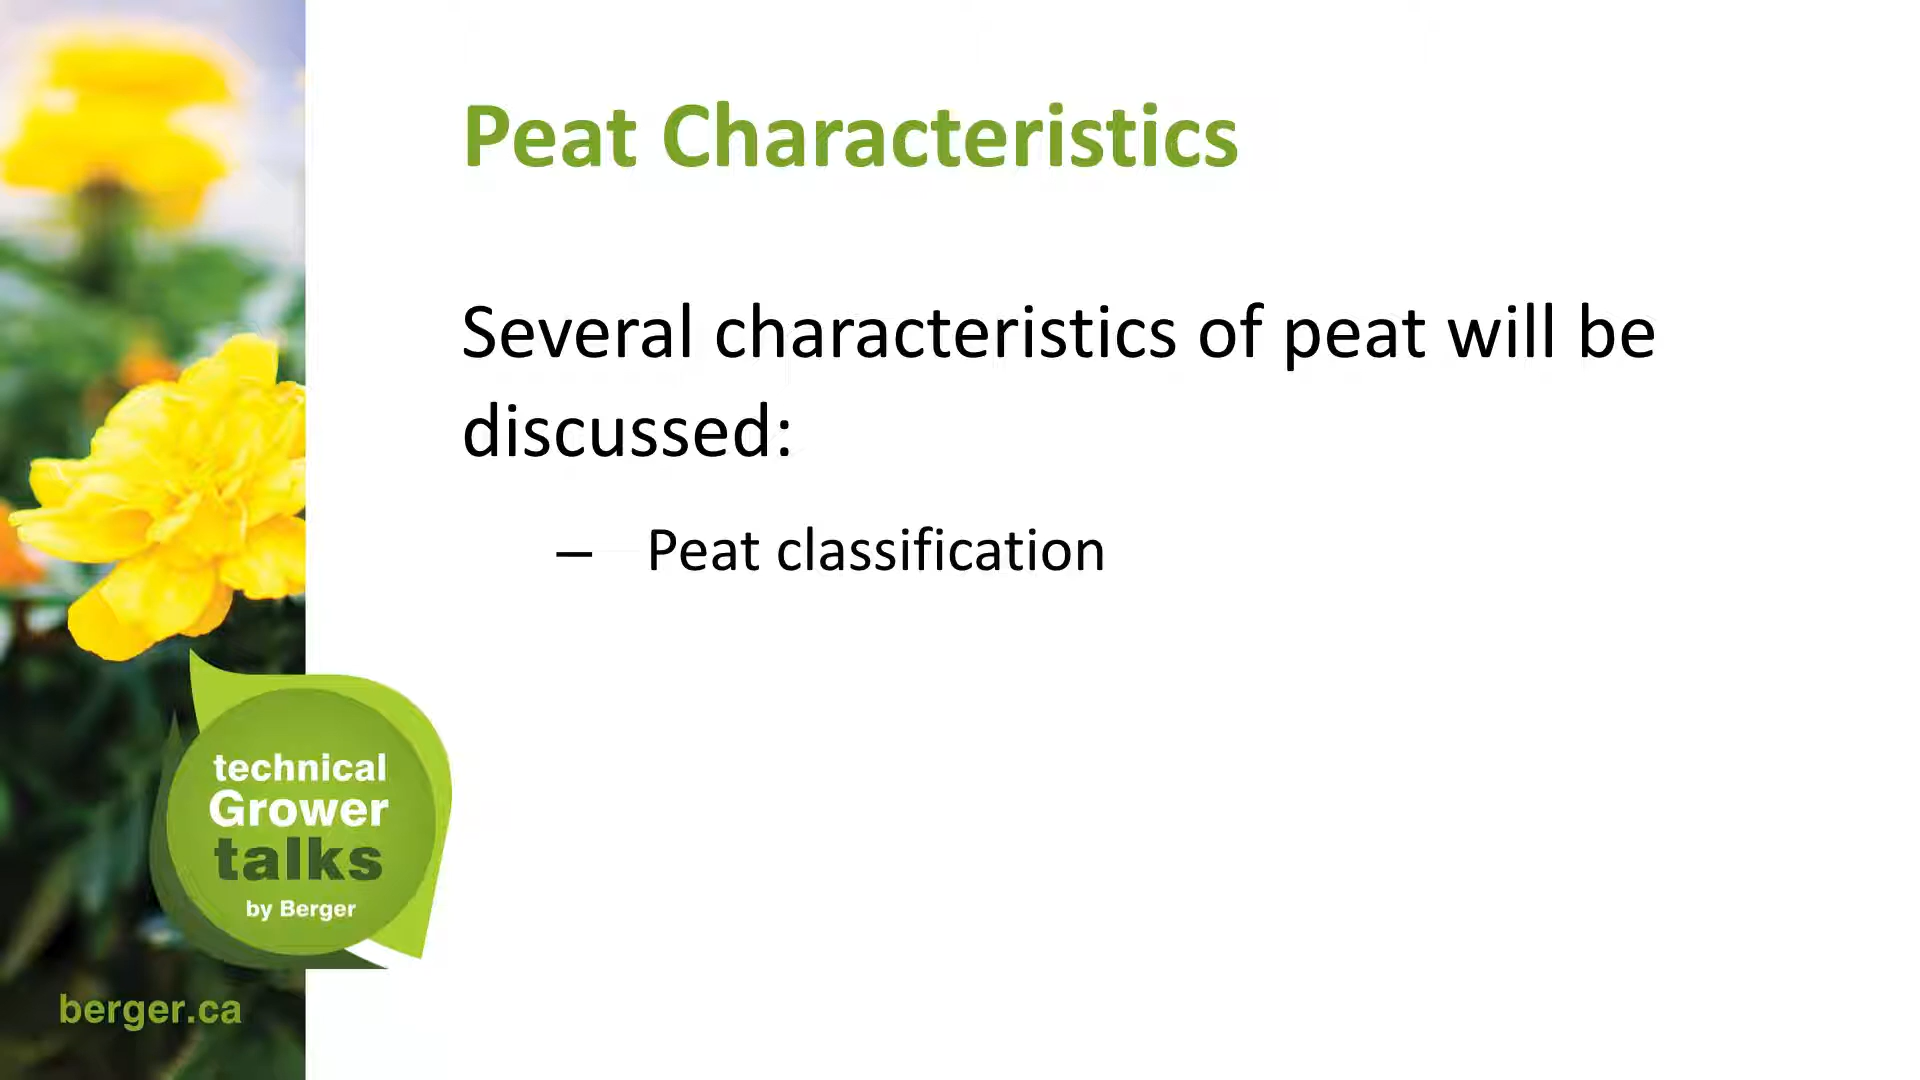 Peat Characteristics
Several characteristics of peat will be
discussed:
– Peat classification
technical
Grower
talks
by Berger
berger.ca